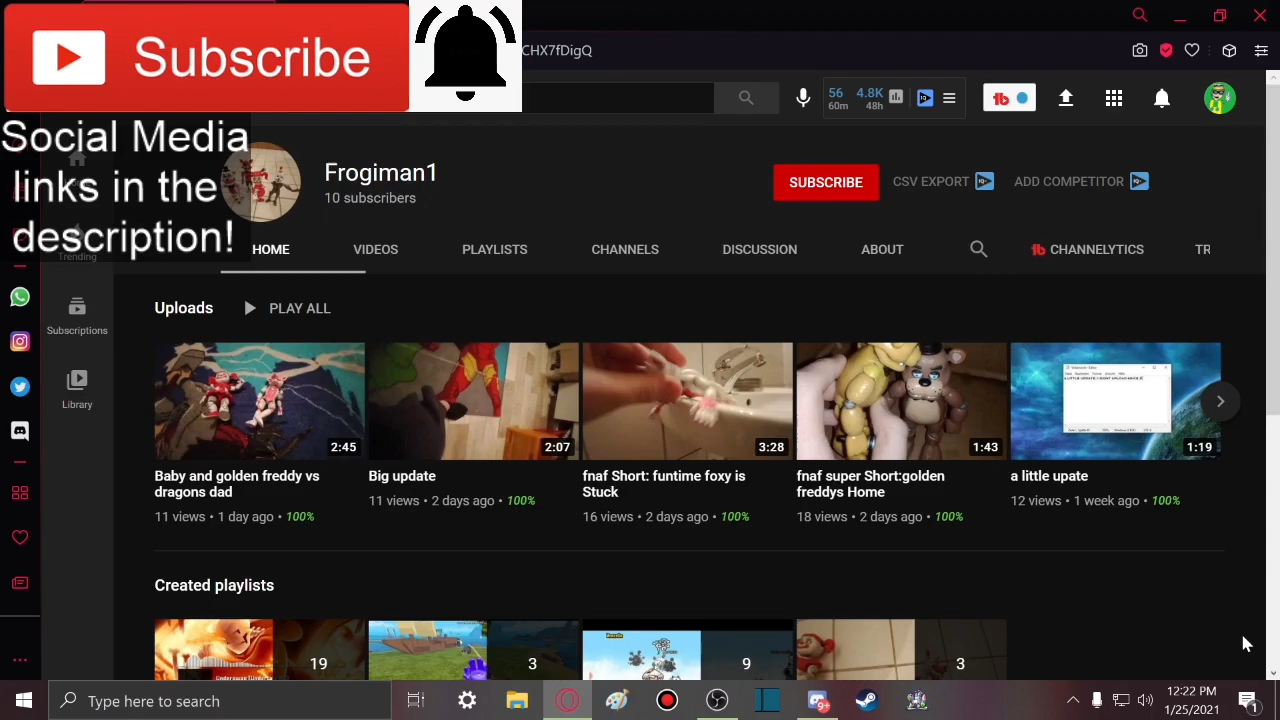 Subscribe
CHX7fDigQ
56
60m
4.8K
48h
Social Media
links in the
description!
Frogiman1
10 subscribers
SUBSCRIBE
CSV EXPORT
ADD COMPETITOR
HOME
VIDEOS
PLAYLISTS
CHANNELS
DISCUSSION
ABOUT
CHANNELYTICS
TR
Trending
Subscriptions
Library
Uploads
PLAY ALL
2:45
2:07
3:28
1:43
1:19
Baby and golden freddy vs
dragons dad
11 views • 1 day ago • 100%
Big update
11 views • 2 days ago • 100%
fnaf Short: funtime foxy is
Stuck
16 views • 2 days ago • 100%
fnaf super Short:golden
freddys Home
18 views • 2 days ago • 100%
a little upate
12 views • 1 week ago • 100%
Created playlists
19
3
9
3
Type here to search
9+
12:22 PM
1/25/2021
1